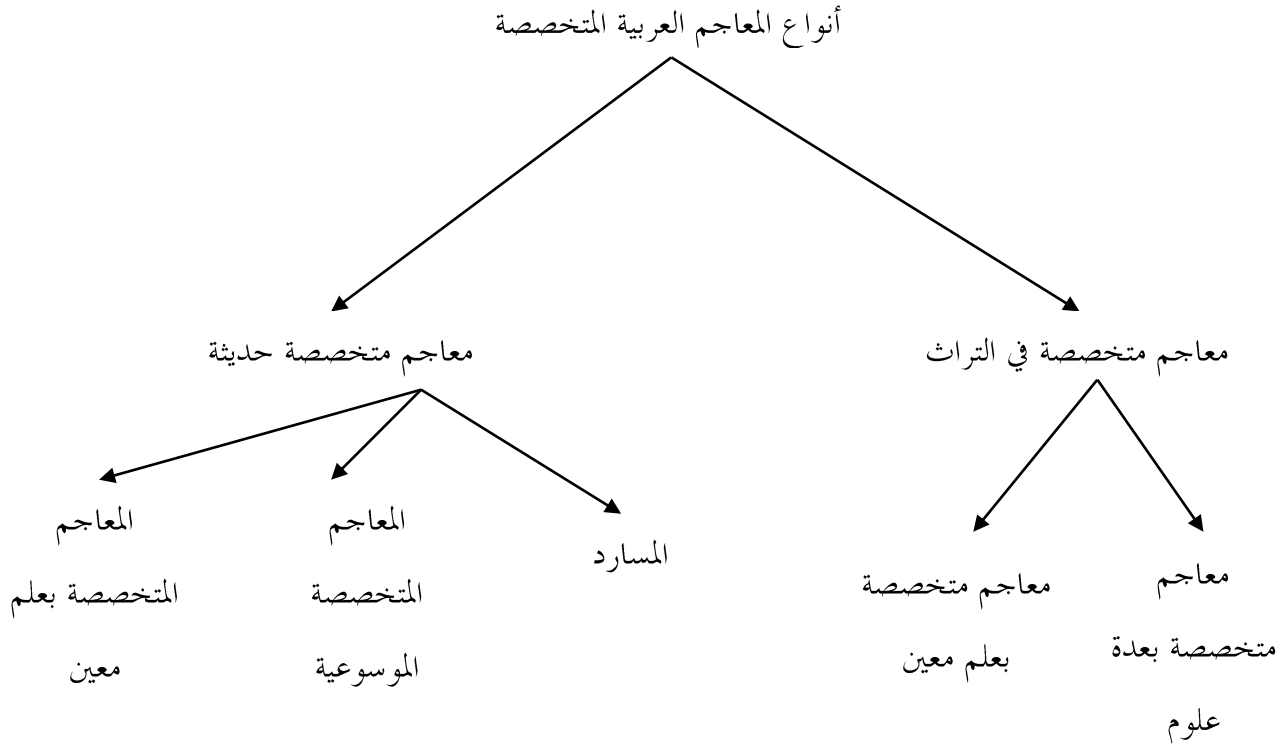 أنواع المعاجم العربية المتخصصة
معاجم متخصصة في التراث
معاجم متخصصة حديثة
معاجم
متخصصة بعدة
علوم
معاجم متخصصة
بعلم معين
المسارد
المعاجم
المتخصصة
الموسوعية
المعاجم
المتخصصة بعلم
معين